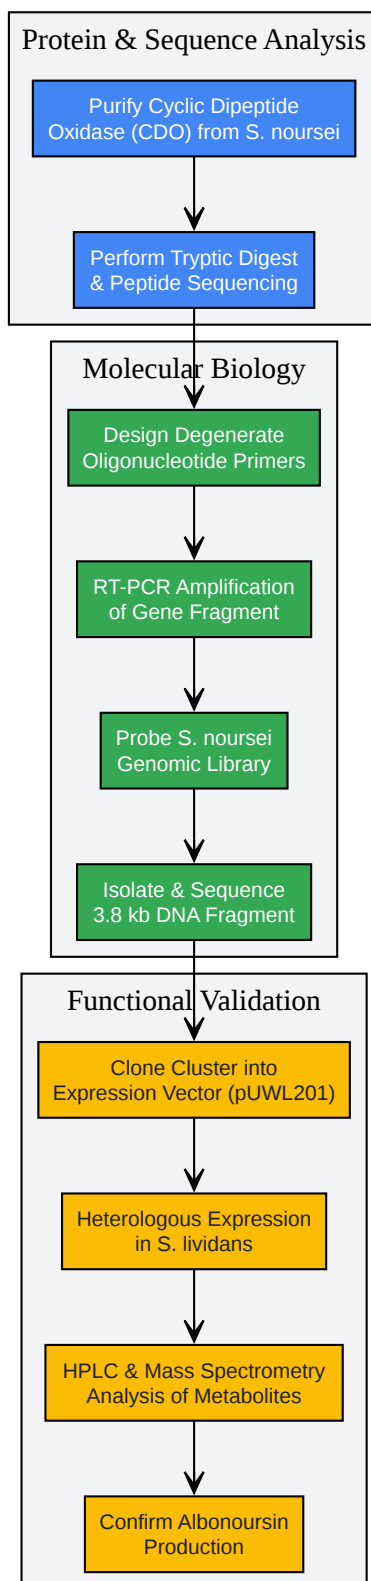 Protein & Sequence Analysis
Purify Cyclic Dipeptide
Oxidase (CDO) from S. noursei
Perform Tryptic Digest
& Peptide Sequencing
Molecular Biology
Design Degenerate
Oligonucleotide Primers
RT-PCR Amplification
of Gene Fragment
Probe S. noursei
Genomic Library
Isolate & Sequence
3.8 kb DNA Fragment
Functional Validation
Clone Cluster into
Expression Vector (pUWL201)
Heterologous Expression
in S. lividans
HPLC & Mass Spectrometry
Analysis of Metabolites
Confirm Albonoursin
Production